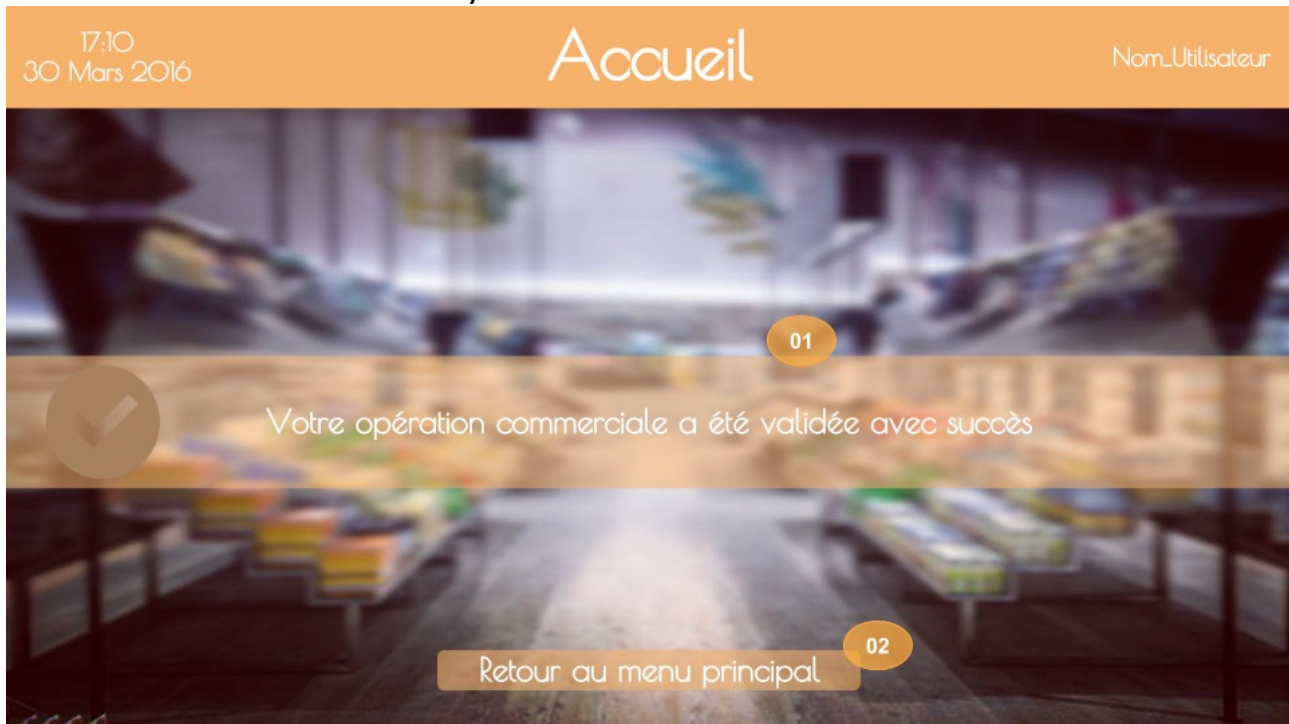 17:10
30 Mars 2016
Accueil
Nom_Utilisateur
01
Votre opération commerciale a été validée avec succès
02
Retour au menu principal